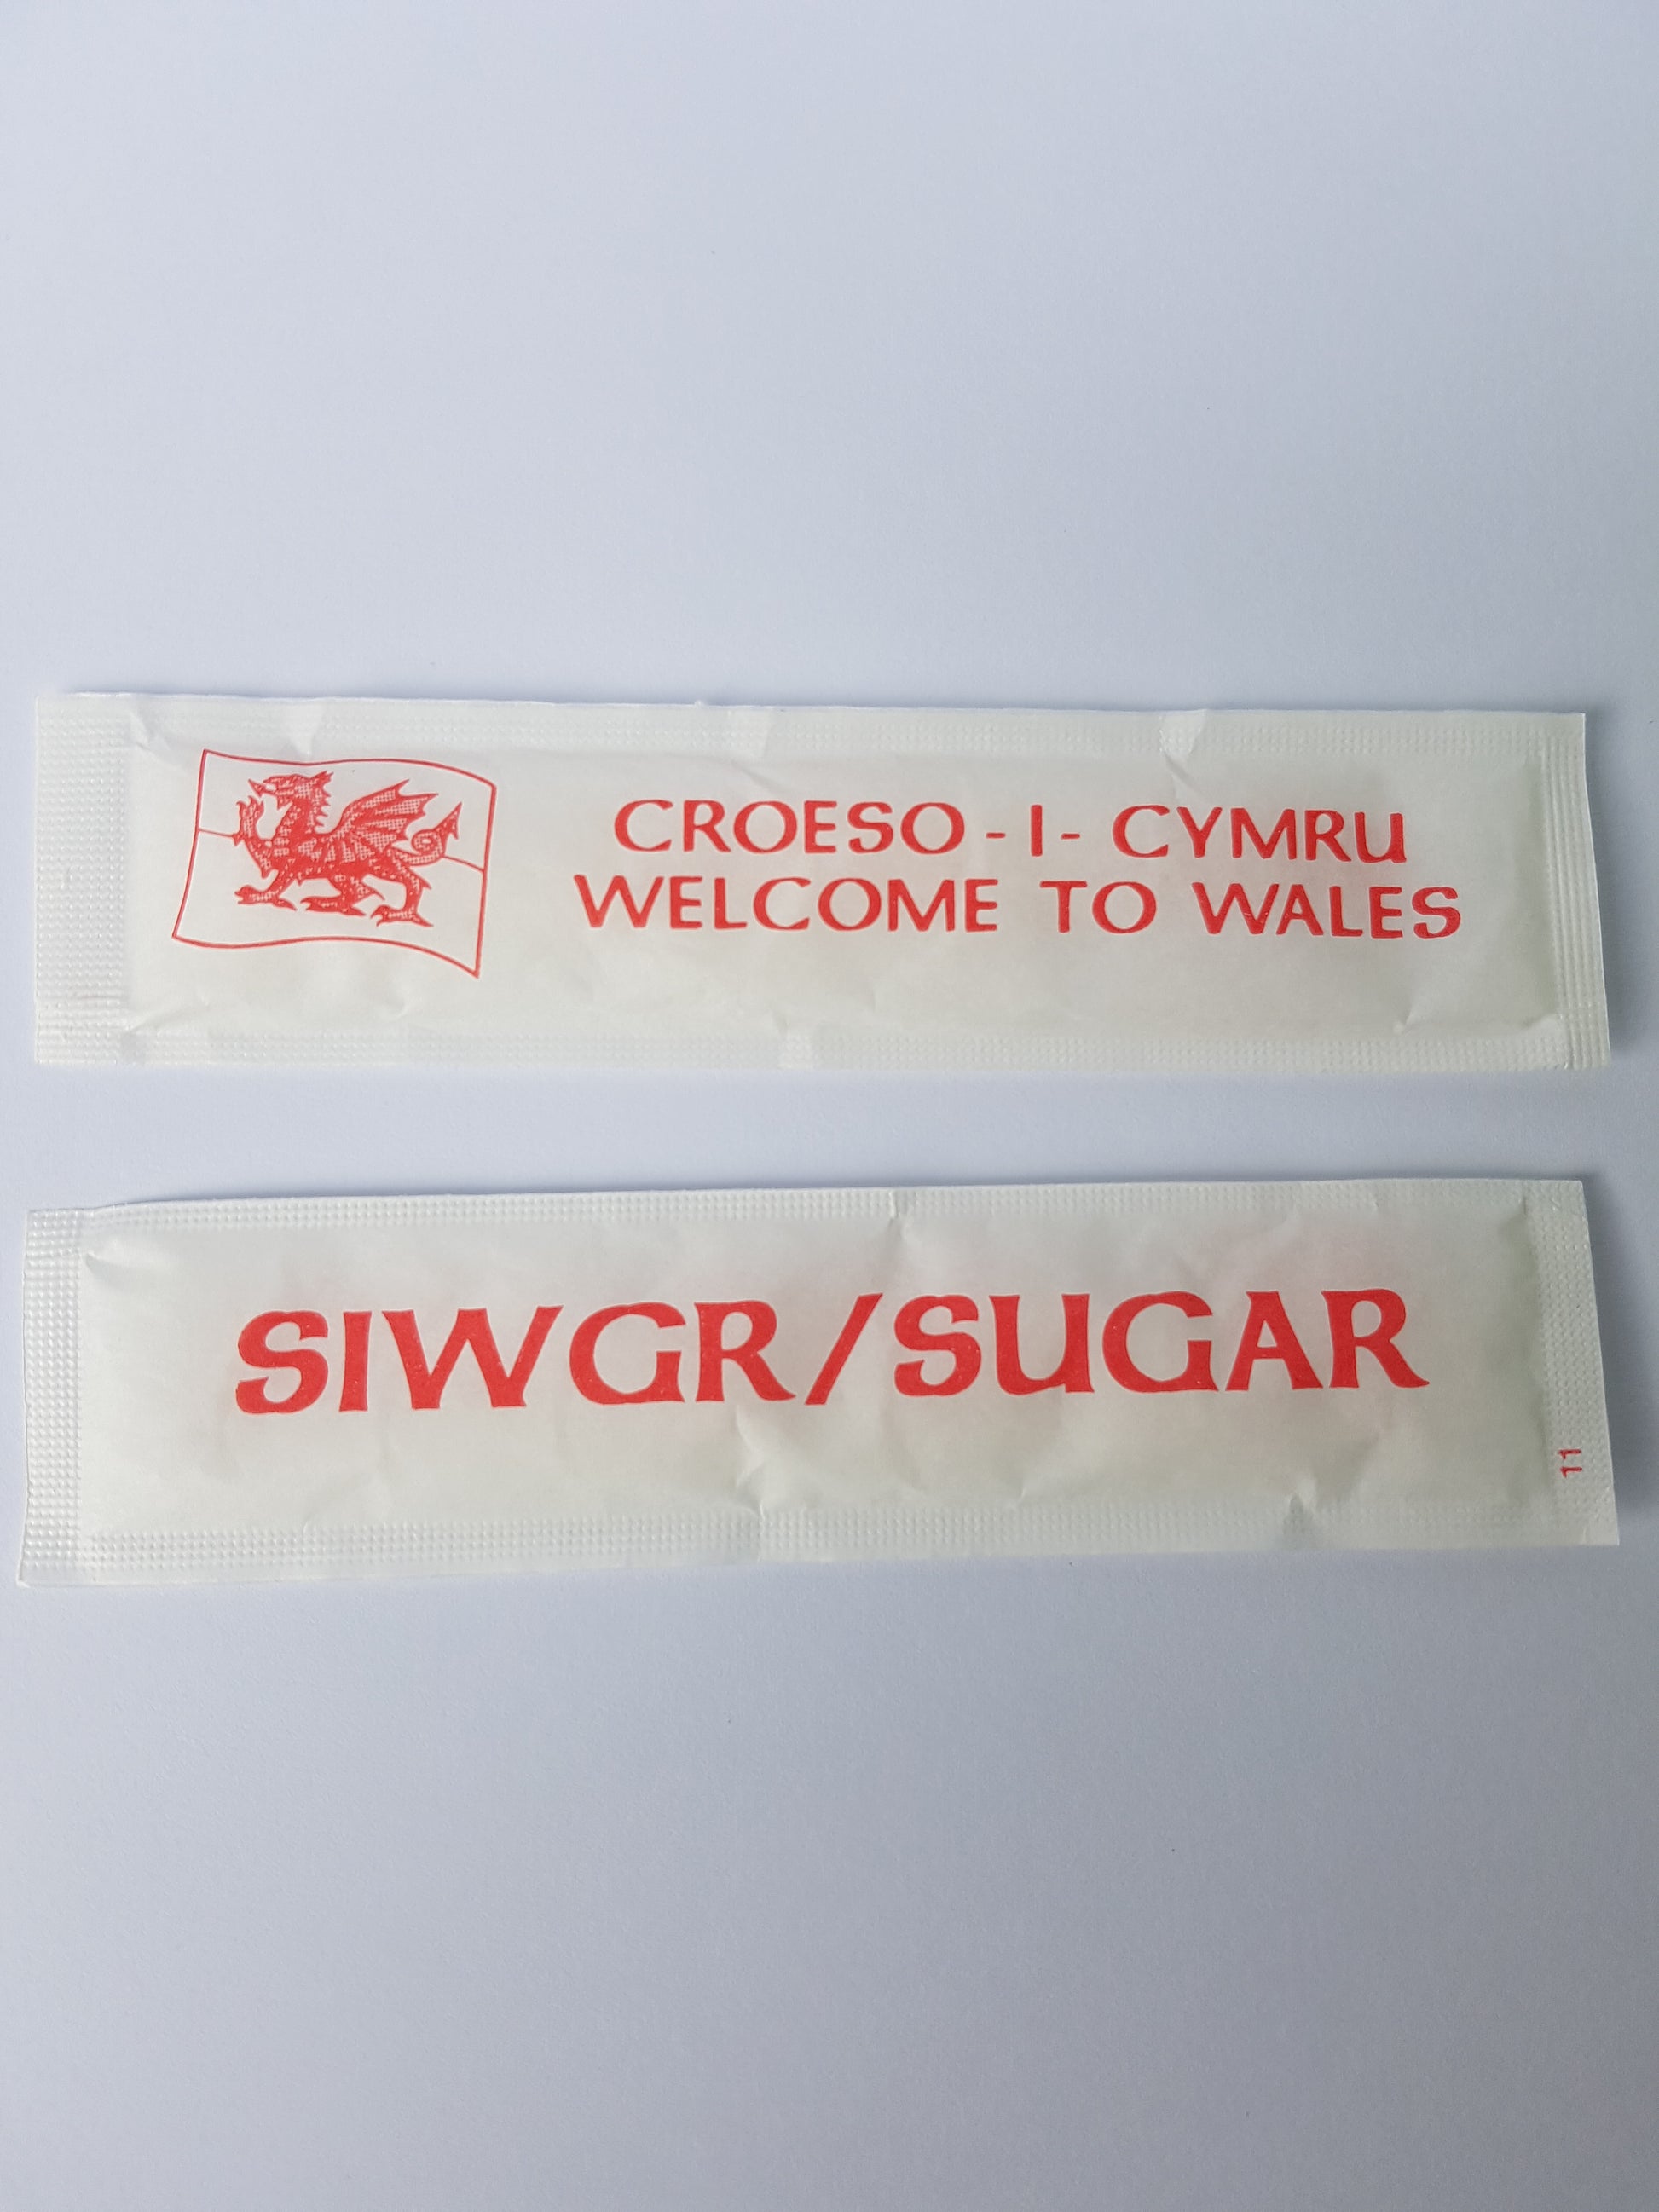 CROESO - I - CYMRU
WELCOME TO WALES
SIWGR/SUGAR
11